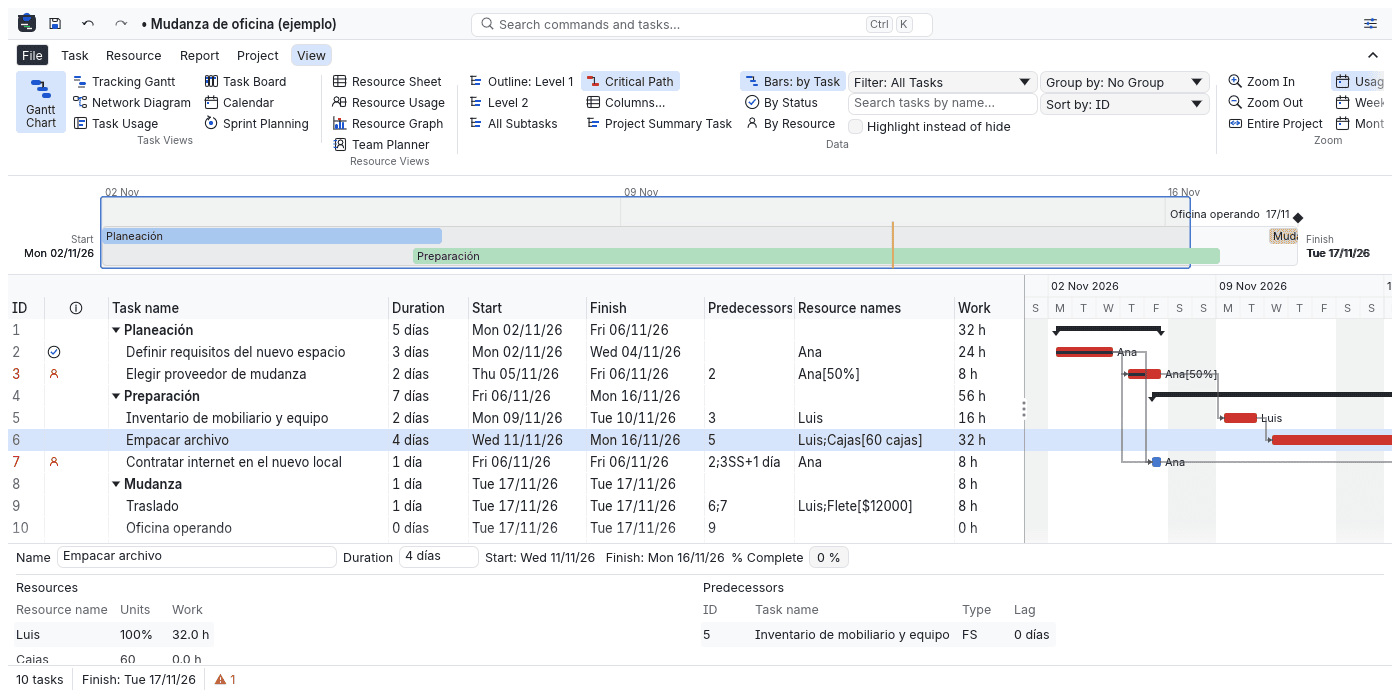 • Mudanza de oficina (ejemplo)
Search commands and tasks...
Ctrl K
File Task Resource Report Project View
Gantt Chart
Tracking Gantt
Network Diagram
Task Usage
Task Board
Calendar
Sprint Planning
Task Views
Resource Sheet
Resource Usage
Resource Graph
Team Planner
Resource Views
Outline: Level 1
Level 2
All Subtasks
Critical Path
Columns...
Project Summary Task
Bars: by Task
By Status
By Resource
Filter: All Tasks
Search tasks by name...
Highlight instead of hide
Group by: No Group
Sort by: ID
Data
Zoom In
Zoom Out
Entire Project
Usag
Week
Mont
Zoom
02 Nov 09 Nov 16 Nov
Oficina operando 17/11
Start
Mon 02/11/26
Planeación
Preparación
Muda
Finish
Tue 17/11/26
02 Nov 2026 09 Nov 2026 1
ID Task name Duration Start Finish Predecessors Resource names Work
S M T W T F S S M T W T F S S
1 Planeación 5 días Mon 02/11/26 Fri 06/11/26 32 h
2 Definir requisitos del nuevo espacio 3 días Mon 02/11/26 Wed 04/11/26 Ana 24 h Ana
3 Elegir proveedor de mudanza 2 días Thu 05/11/26 Fri 06/11/26 2 Ana[50%] 8 h Ana[50%]
4 Preparación 7 días Fri 06/11/26 Mon 16/11/26 56 h
5 Inventario de mobiliario y equipo 2 días Mon 09/11/26 Tue 10/11/26 3 Luis 16 h Luis
6 Empacar archivo 4 días Wed 11/11/26 Mon 16/11/26 5 Luis;Cajas[60 cajas] 32 h
7 Contratar internet en el nuevo local 1 día Fri 06/11/26 Fri 06/11/26 2;3SS+1 día Ana 8 h Ana
8 Mudanza 1 día Tue 17/11/26 Tue 17/11/26 8 h
9 Traslado 1 día Tue 17/11/26 Tue 17/11/26 6;7 Luis;Flete[$12000] 8 h
10 Oficina operando 0 días Tue 17/11/26 Tue 17/11/26 9 0 h
Name Empacar archivo Duration 4 días Start: Wed 11/11/26 Finish: Mon 16/11/26 % Complete 0 %
Resources
Resource name Units Work
Luis 100% 32.0 h
Cajas 60 0.0 h
Predecessors
ID Task name Type Lag
5 Inventario de mobiliario y equipo FS 0 días
10 tasks Finish: Tue 17/11/26 1